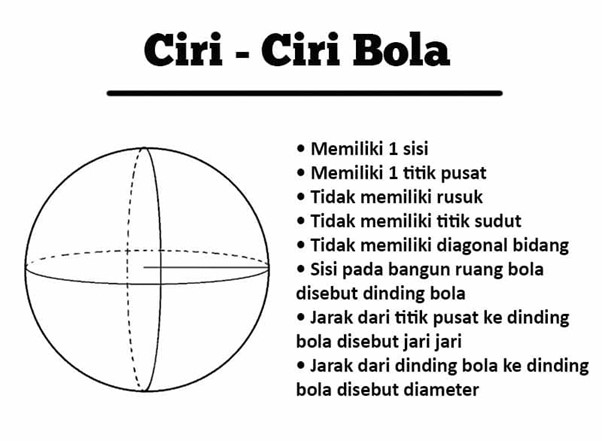 Ciri - Ciri Bola
• Memiliki 1 sisi
• Memiliki 1 titik pusat
• Tidak memiliki rusuk
• Tidak memiliki titik sudut
• Tidak memiliki diagonal bidang
• Sisi pada bangun ruang bola
disebut dinding bola
• Jarak dari titik pusat ke dinding
bola disebut jari jari
• Jarak dari dinding bola ke dinding
bola disebut diameter